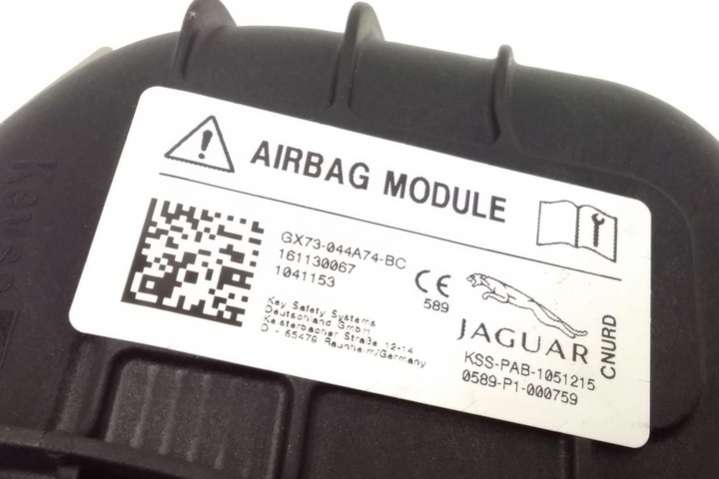 AIRBAG MODULE
GX73-044A74-BC
161130067
1041153
Key Safety Systems
Deutschland GmbH
Kelsterbacher Straße 12-14
D - 65479 Raunheim/Germany
CE
589
JAGUAR
CNURD
KSS-PAB-1051215
0589-P1-000759